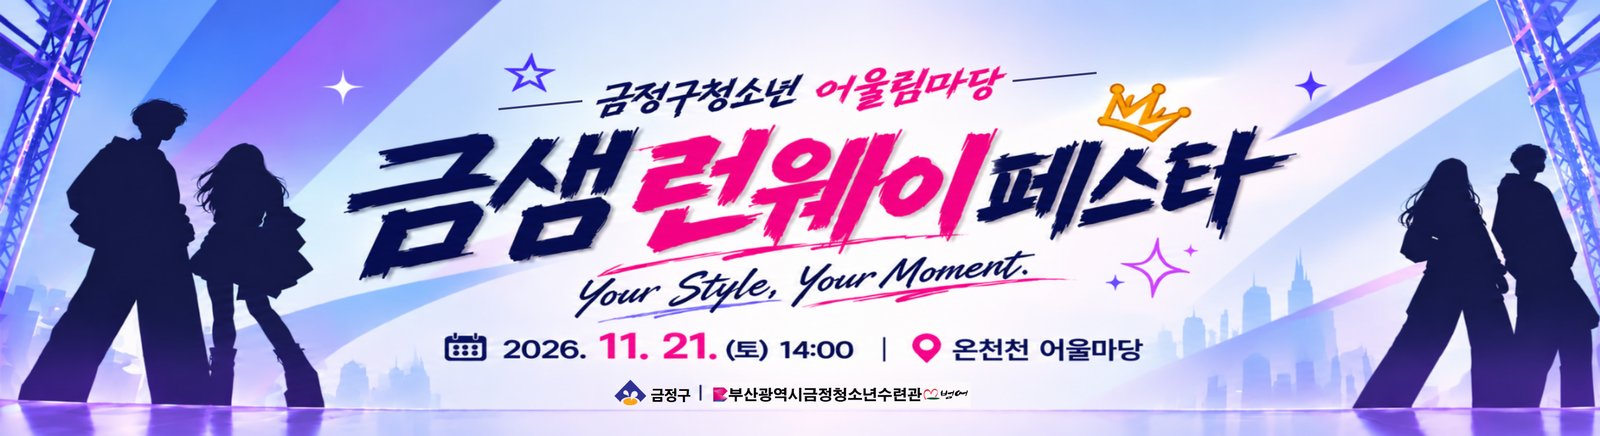 금정구청소년 어울림마당
금샘 런웨이 페스타
Your Style, Your Moment.
2026. 11. 21. (토) 14:00 | 온천천 어울마당
금정구 | 부산광역시금정청소년수련관 범어